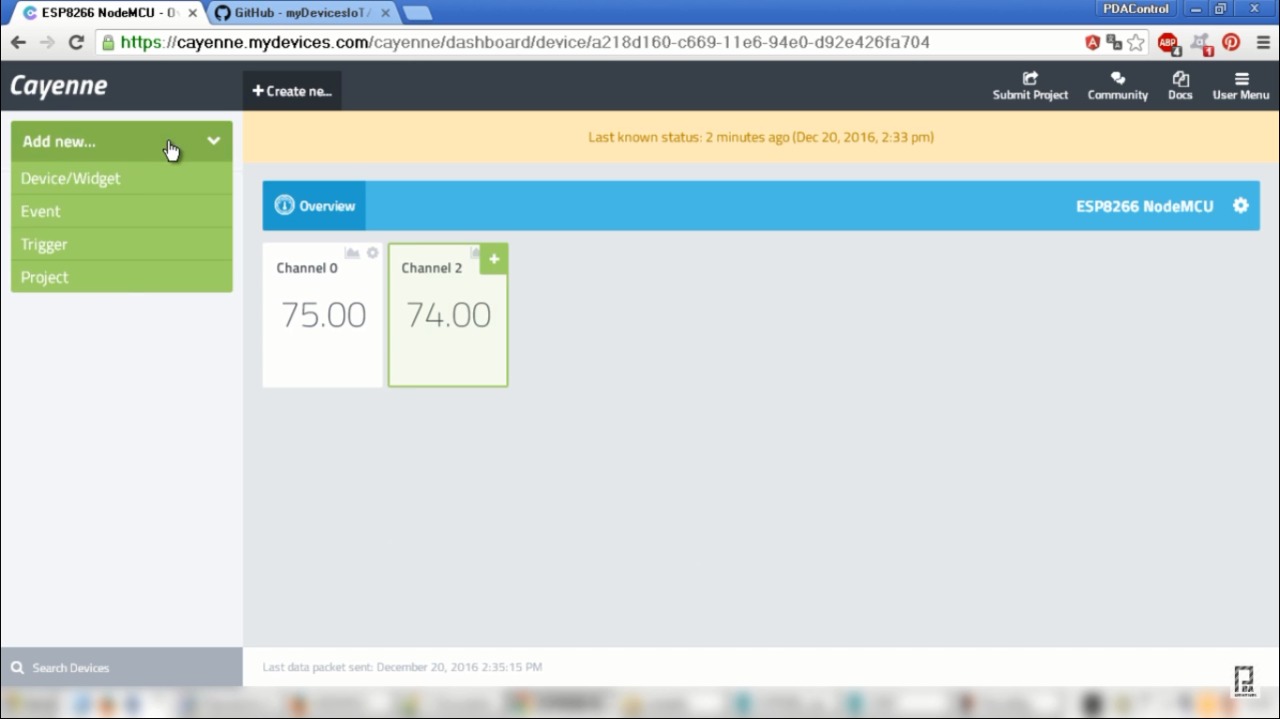 ESP8266 NodeMCU - O
GitHub - myDevicesIoT/
PDAControl
https://cayenne.mydevices.com/cayenne/dashboard/device/a218d160-c669-11e6-94e0-d92e426fa704
Cayenne
+ Create ne...
Submit Project
Community
Docs
User Menu
Add new...
Last known status: 2 minutes ago (Dec 20, 2016, 2:33 pm)
Device/Widget
Event
Trigger
Project
Overview
ESP8266 NodeMCU
Channel 0
75.00
Channel 2
74.00
Search Devices
Last data packet sent: December 20, 2016 2:35:15 PM